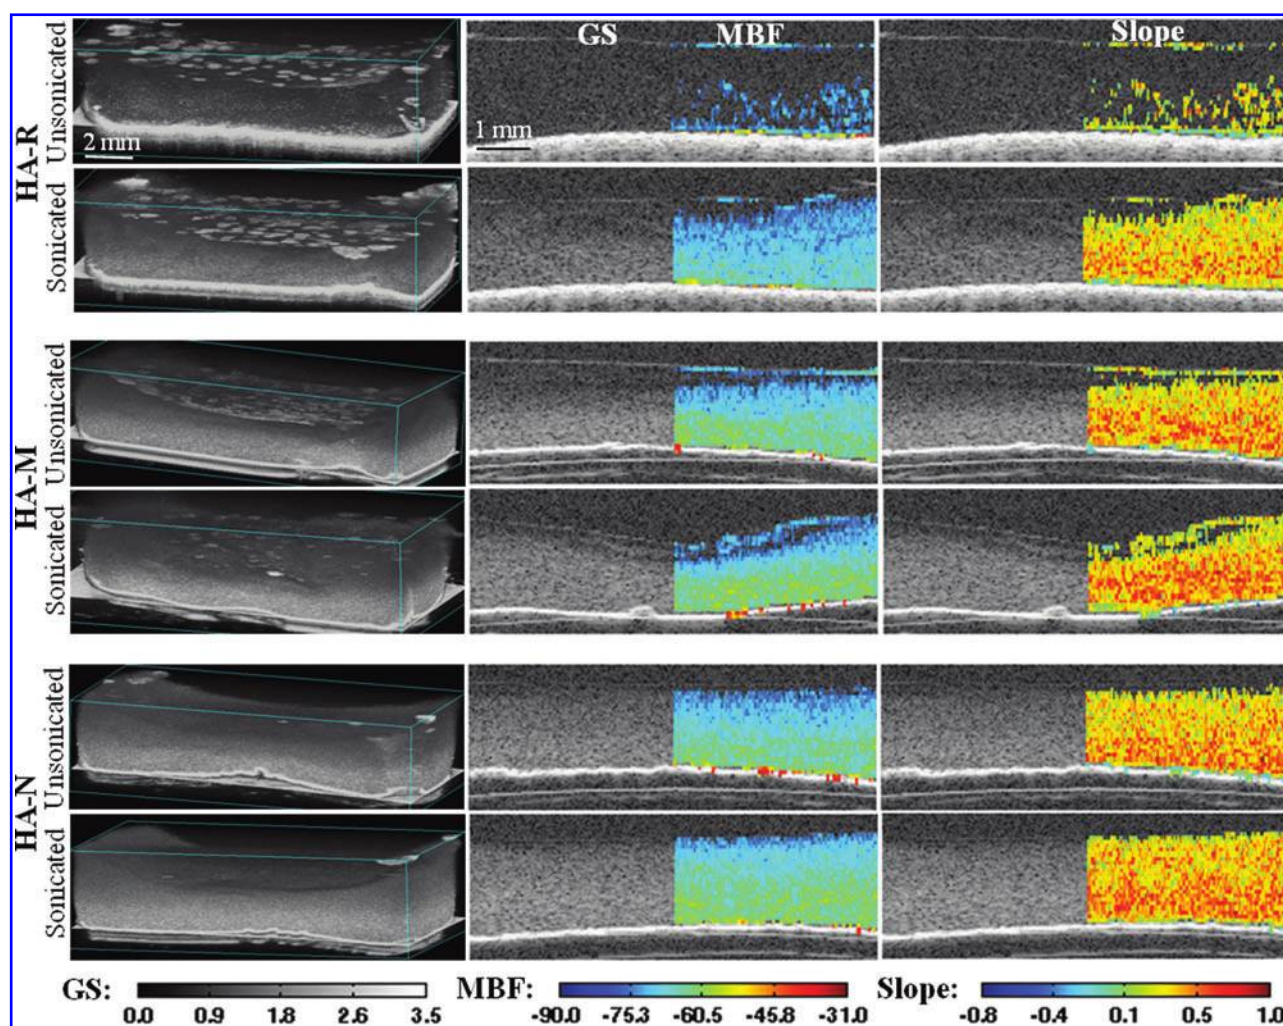 GS MBF Slope
HA-R
Unsonicated
2 mm
1 mm
Sonicated
HA-M
Unsonicated
Sonicated
HA-N
Unsonicated
Sonicated
GS: MBF: Slope:
0.0 0.9 1.8 2.6 3.5 -90.0 -75.3 -60.5 -45.8 -31.0 -0.8 -0.4 0.1 0.5 1.0